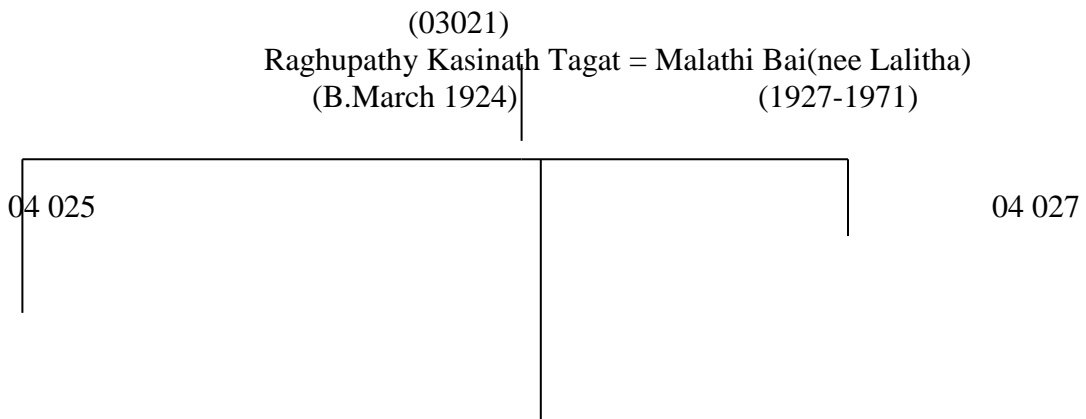 (03021)
Raghupathy Kasinath Tagat = Malathi Bai(nee Lalitha)
(B.March 1924) (1927-1971)
04 025 04 027